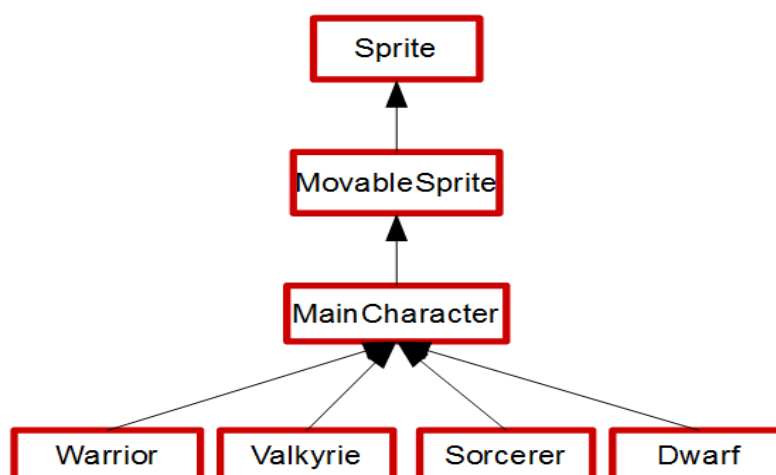 Sprite
MovableSprite
MainCharacter
Warrior
Valkyrie
Sorcerer
Dwarf